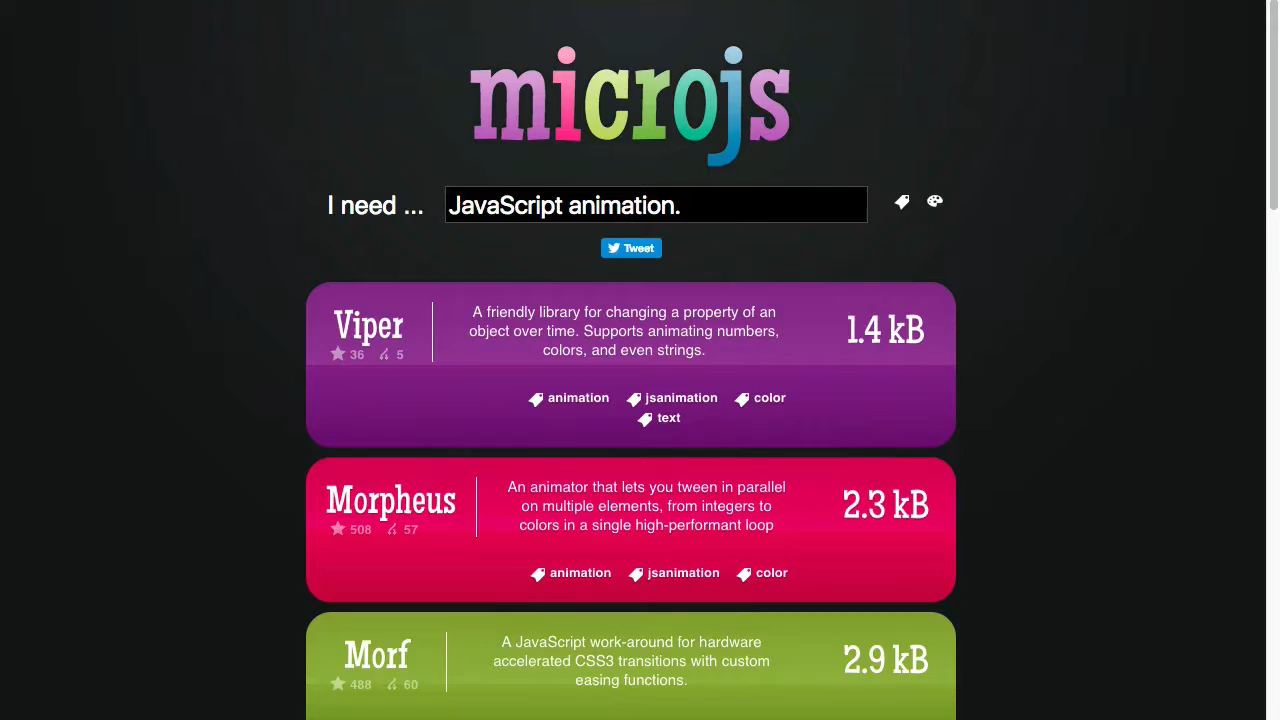 microjs
I need ...
JavaScript animation.
Tweet
Viper
36 5
A friendly library for changing a property of an
object over time. Supports animating numbers,
colors, and even strings.
1.4 kB
animation jsanimation color
text
Morpheus
508 57
An animator that lets you tween in parallel
on multiple elements, from integers to
colors in a single high-performant loop
2.3 kB
animation jsanimation color
Morf
488 60
A JavaScript work-around for hardware
accelerated CSS3 transitions with custom
easing functions.
2.9 kB